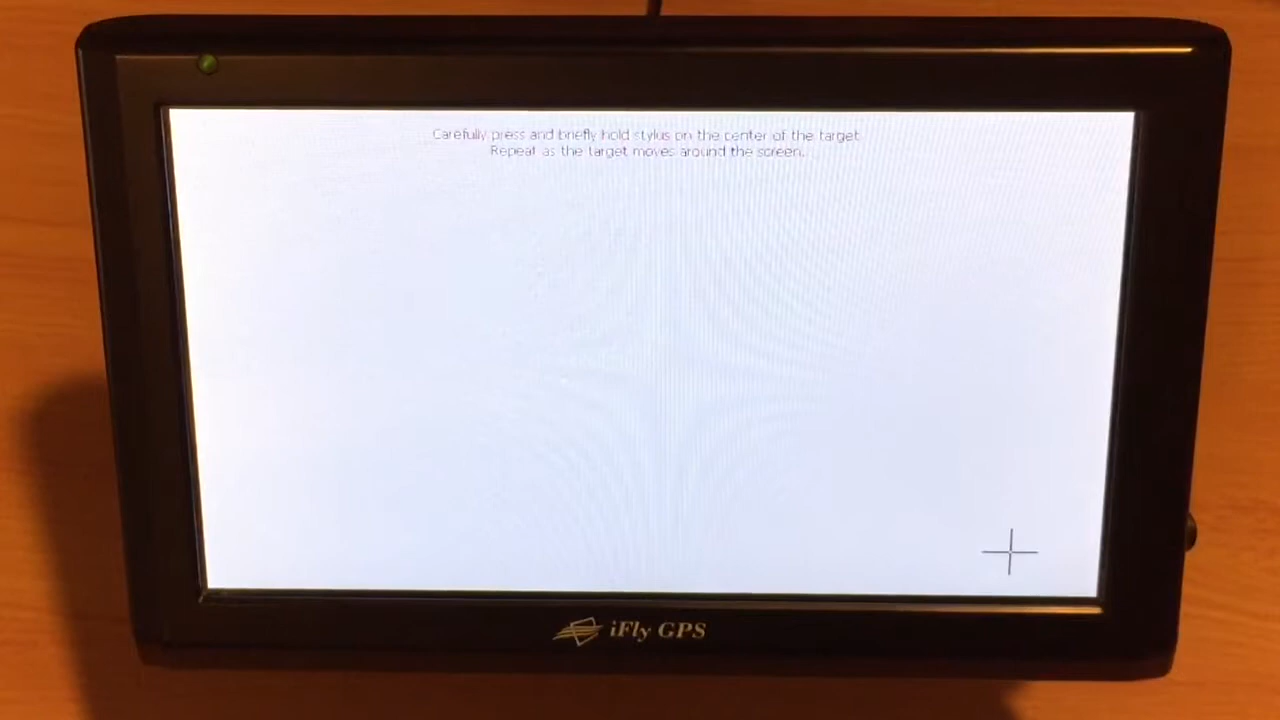 Carefully press and briefly hold stylus on the center of the target
Repeat as the target moves around the screen.
iFly GPS